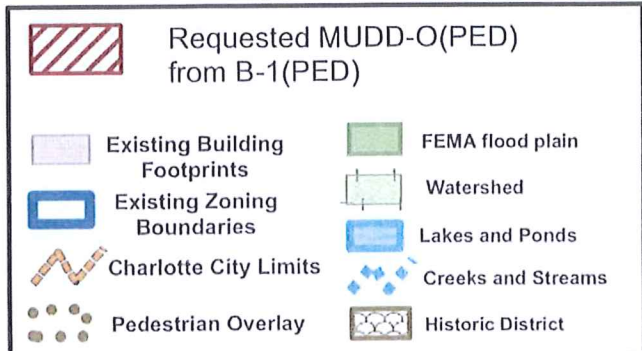 Requested MUDD-O(PED)
from B-1(PED)
Existing Building
Footprints
Existing Zoning
Boundaries
Charlotte City Limits
Pedestrian Overlay
FEMA flood plain
Watershed
Lakes and Ponds
Creeks and Streams
Historic District